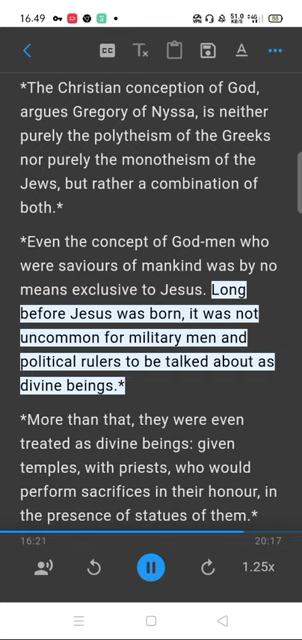 16.49
51.0
KB/S
4G
88
CC
A
*The Christian conception of God,
argues Gregory of Nyssa, is neither
purely the polytheism of the Greeks
nor purely the monotheism of the
Jews, but rather a combination of
both.*
*Even the concept of God-men who
were saviours of mankind was by no
means exclusive to Jesus. Long
before Jesus was born, it was not
uncommon for military men and
political rulers to be talked about as
divine beings.*
*More than that, they were even
treated as divine beings: given
temples, with priests, who would
perform sacrifices in their honour, in
the presence of statues of them.*
16:21
20:17
1.25x